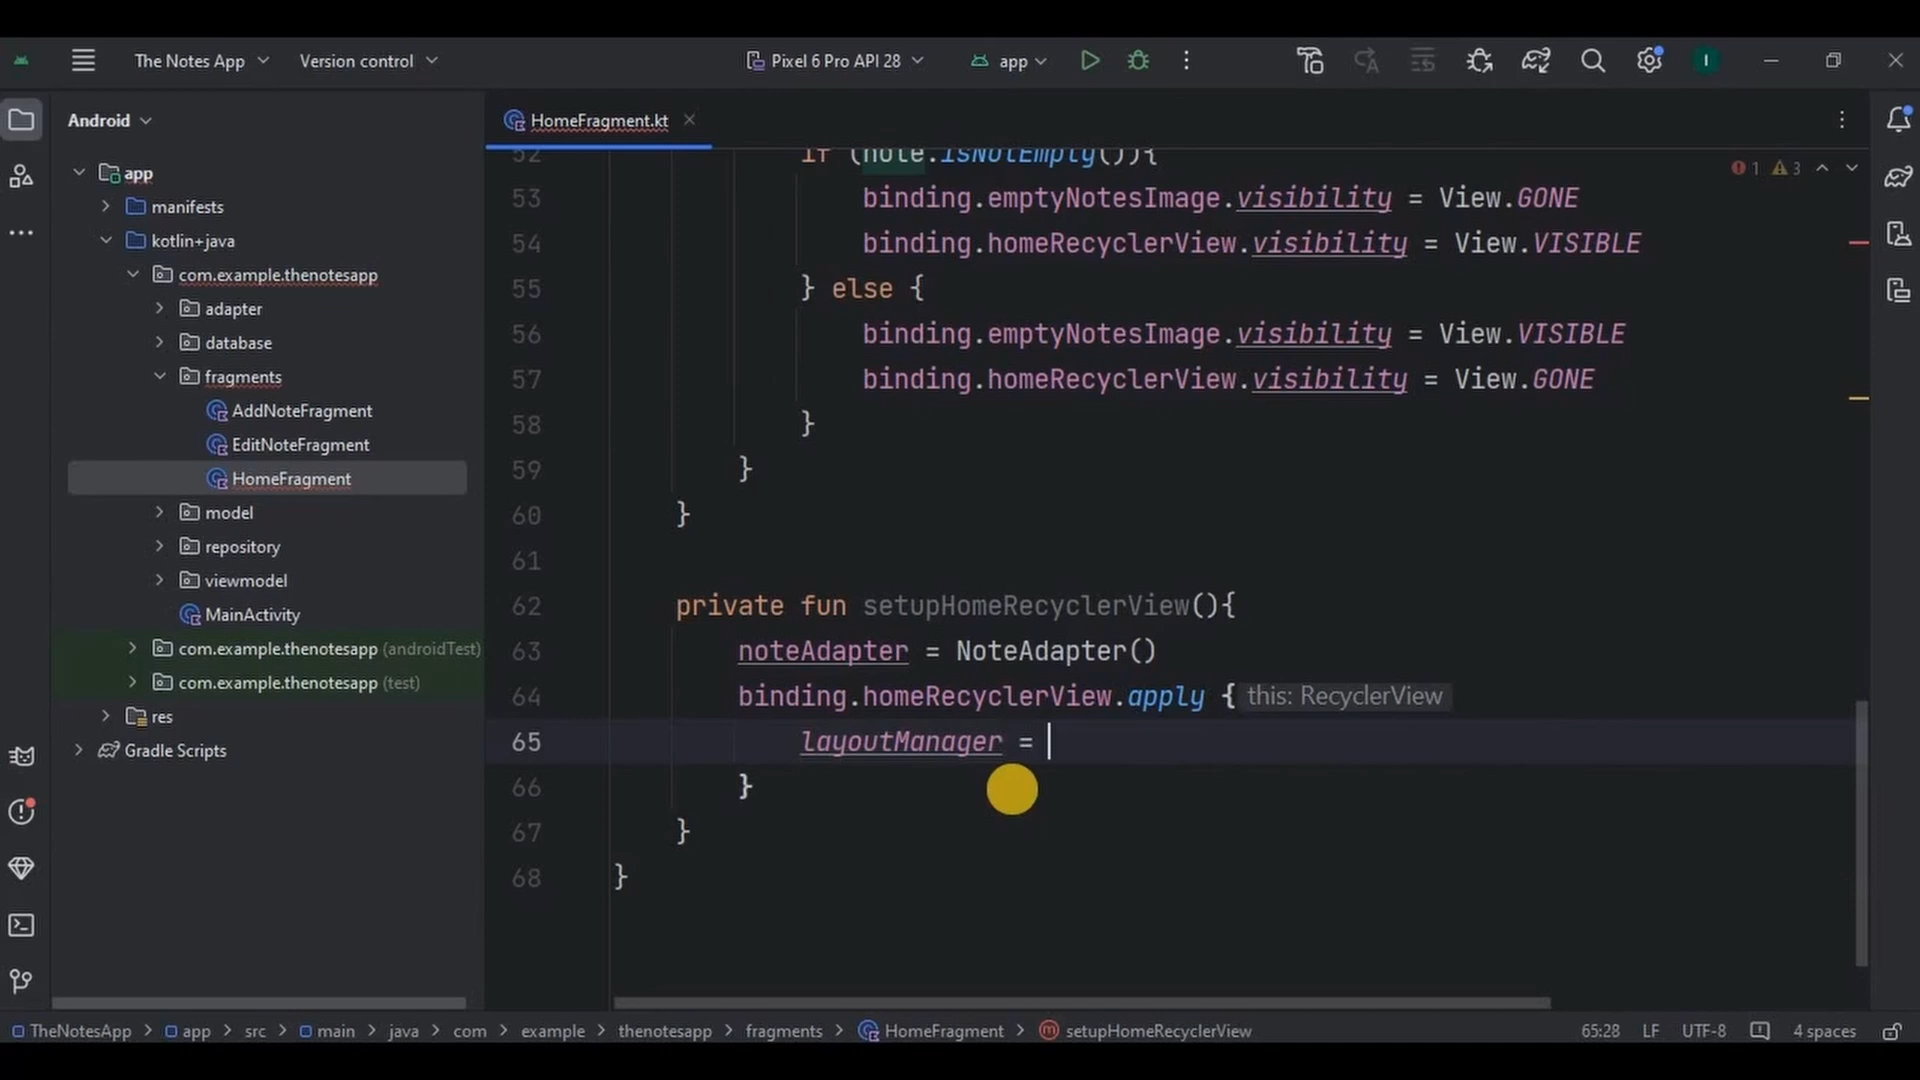 The Notes App
Version control
Pixel 6 Pro API 28
app
I
Android
HomeFragment.kt
app
manifests
kotlin+java
com.example.thenotesapp
adapter
database
fragments
AddNoteFragment
EditNoteFragment
HomeFragment
model
repository
viewmodel
MainActivity
com.example.thenotesapp (androidTest)
com.example.thenotesapp (test)
res
Gradle Scripts
1 3
52 if (note.isNotEmpty()){
53 binding.emptyNotesImage.visibility = View.GONE
54 binding.homeRecyclerView.visibility = View.VISIBLE
55 } else {
56 binding.emptyNotesImage.visibility = View.VISIBLE
57 binding.homeRecyclerView.visibility = View.GONE
58 }
59 }
60 }
61
62 private fun setupHomeRecyclerView(){
63 noteAdapter = NoteAdapter()
64 binding.homeRecyclerView.apply { this: RecyclerView
65 layoutManager =
66 }
67 }
68 }
TheNotesApp > app > src > main > java > com > example > thenotesapp > fragments > HomeFragment > setupHomeRecyclerView
65:28 LF UTF-8 4 spaces